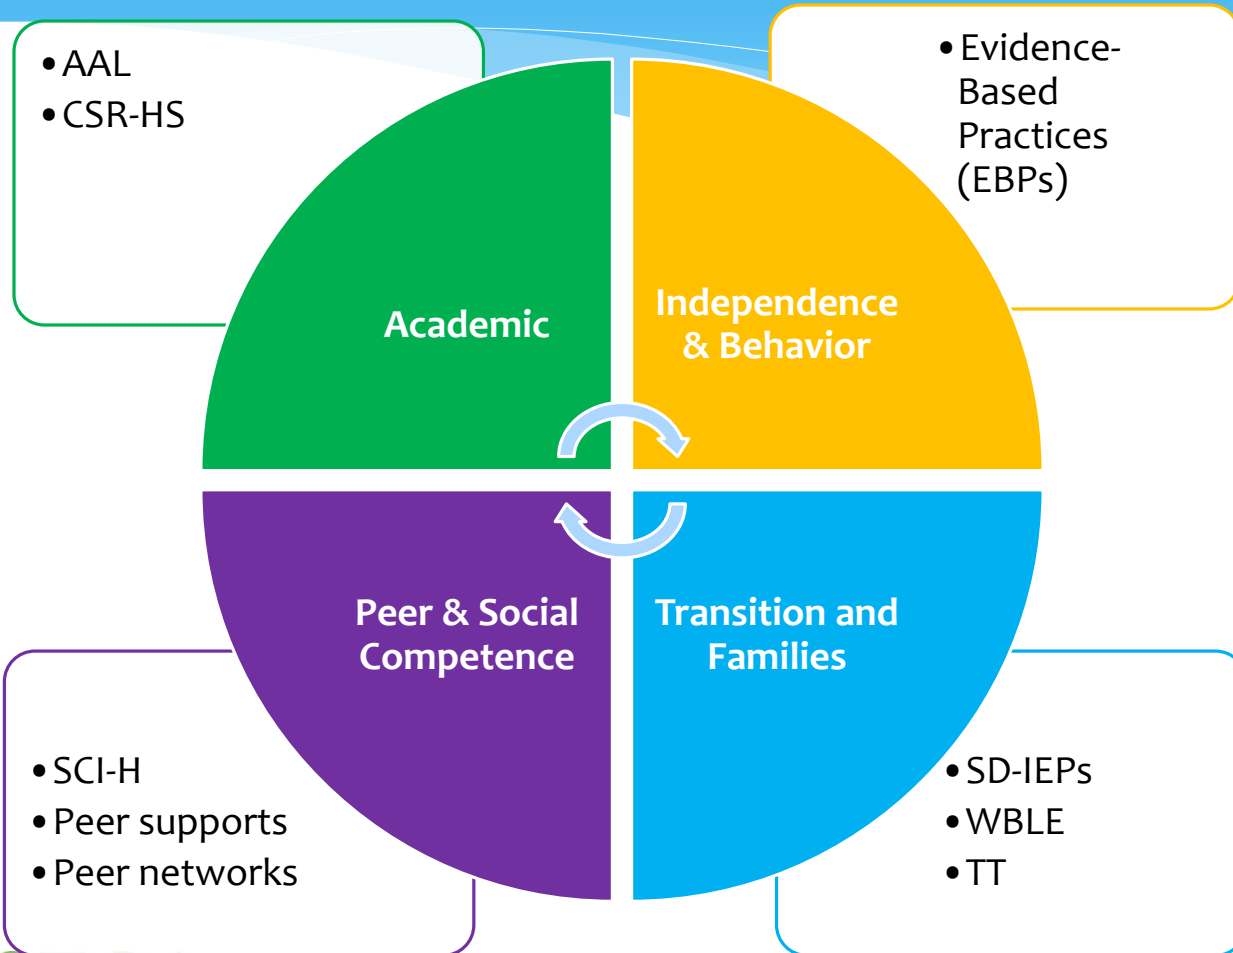 • AAL
• CSR-HS
• Evidence-
Based
Practices
(EBPs)
Academic
Independence
& Behavior
Peer & Social
Competence
Transition and
Families
• SCI-H
• Peer supports
• Peer networks
• SD-IEPs
• WBLE
• TT